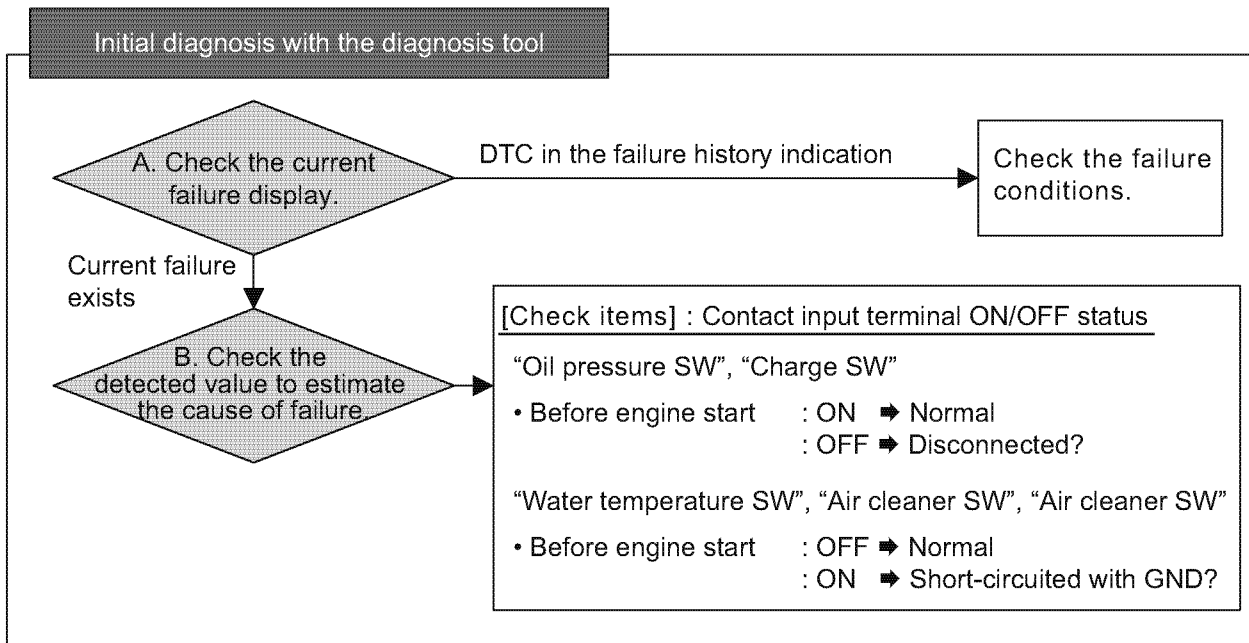 Initial diagnosis with the diagnosis tool
A. Check the current
failure display.
DTC in the failure history indication
Check the failure
conditions.
Current failure
exists
B. Check the
detected value to estimate
the cause of failure.
[Check items] : Contact input terminal ON/OFF status
“Oil pressure SW”, “Charge SW”
• Before engine start : ON ➡ Normal
: OFF ➡ Disconnected?
“Water temperature SW”, “Air cleaner SW”, “Air cleaner SW”
• Before engine start : OFF ➡ Normal
: ON ➡ Short-circuited with GND?